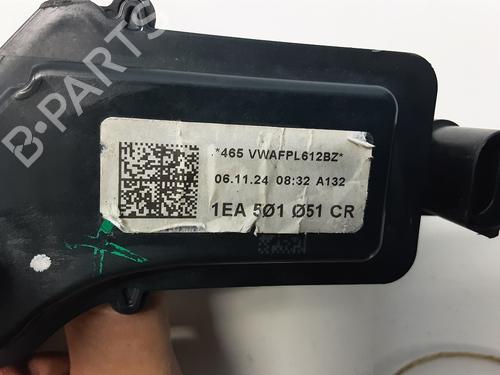 B-PARTS
*465 VWAFPL612BZ*
06.11.24 08:32 A132
1EA 5Ø1 Ø51 CR